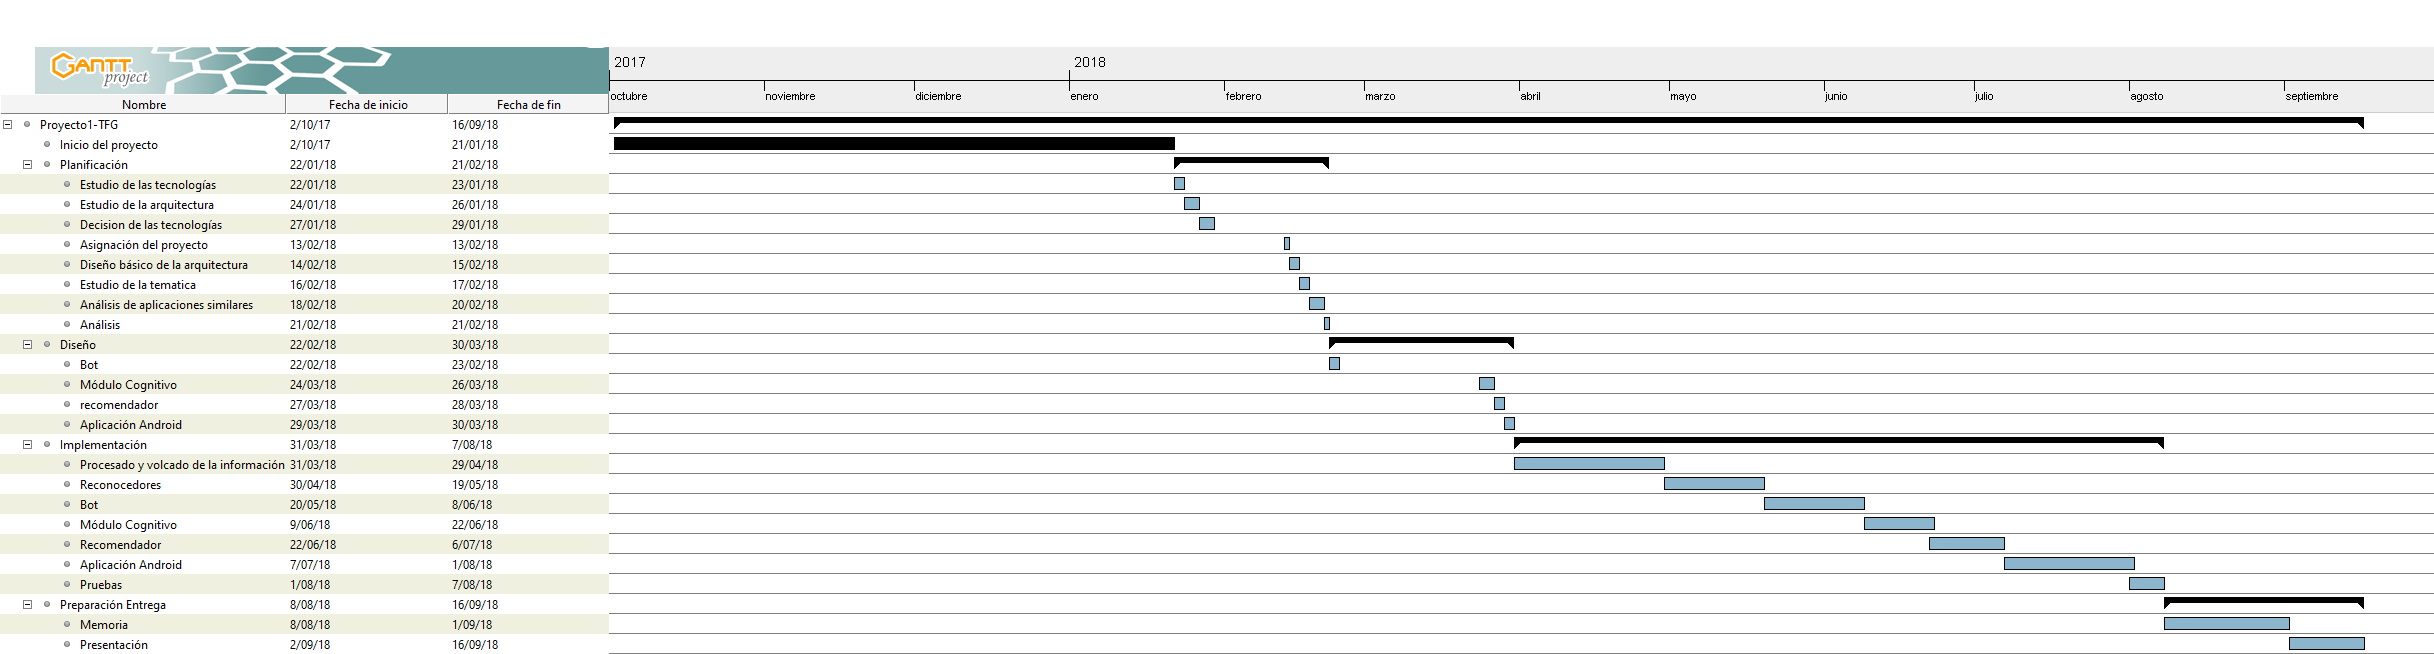 GANTT
project
2017 2018
octubre noviembre diciembre enero febrero marzo abril mayo junio julio agosto septiembre
Nombre Fecha de inicio Fecha de fin
Proyecto1-TFG 2/10/17 16/09/18
Inicio del proyecto 2/10/17 21/01/18
Planificación 22/01/18 21/02/18
Estudio de las tecnologías 22/01/18 23/01/18
Estudio de la arquitectura 24/01/18 26/01/18
Decision de las tecnologías 27/01/18 29/01/18
Asignación del proyecto 13/02/18 13/02/18
Diseño básico de la arquitectura 14/02/18 15/02/18
Estudio de la tematica 16/02/18 17/02/18
Análisis de aplicaciones similares 18/02/18 20/02/18
Análisis 21/02/18 21/02/18
Diseño 22/02/18 30/03/18
Bot 22/02/18 23/02/18
Módulo Cognitivo 24/03/18 26/03/18
recomendador 27/03/18 28/03/18
Aplicación Android 29/03/18 30/03/18
Implementación 31/03/18 7/08/18
Procesado y volcado de la información 31/03/18 29/04/18
Reconocedores 30/04/18 19/05/18
Bot 20/05/18 8/06/18
Módulo Cognitivo 9/06/18 22/06/18
Recomendador 22/06/18 6/07/18
Aplicación Android 7/07/18 1/08/18
Pruebas 1/08/18 7/08/18
Preparación Entrega 8/08/18 16/09/18
Memoria 8/08/18 1/09/18
Presentación 2/09/18 16/09/18